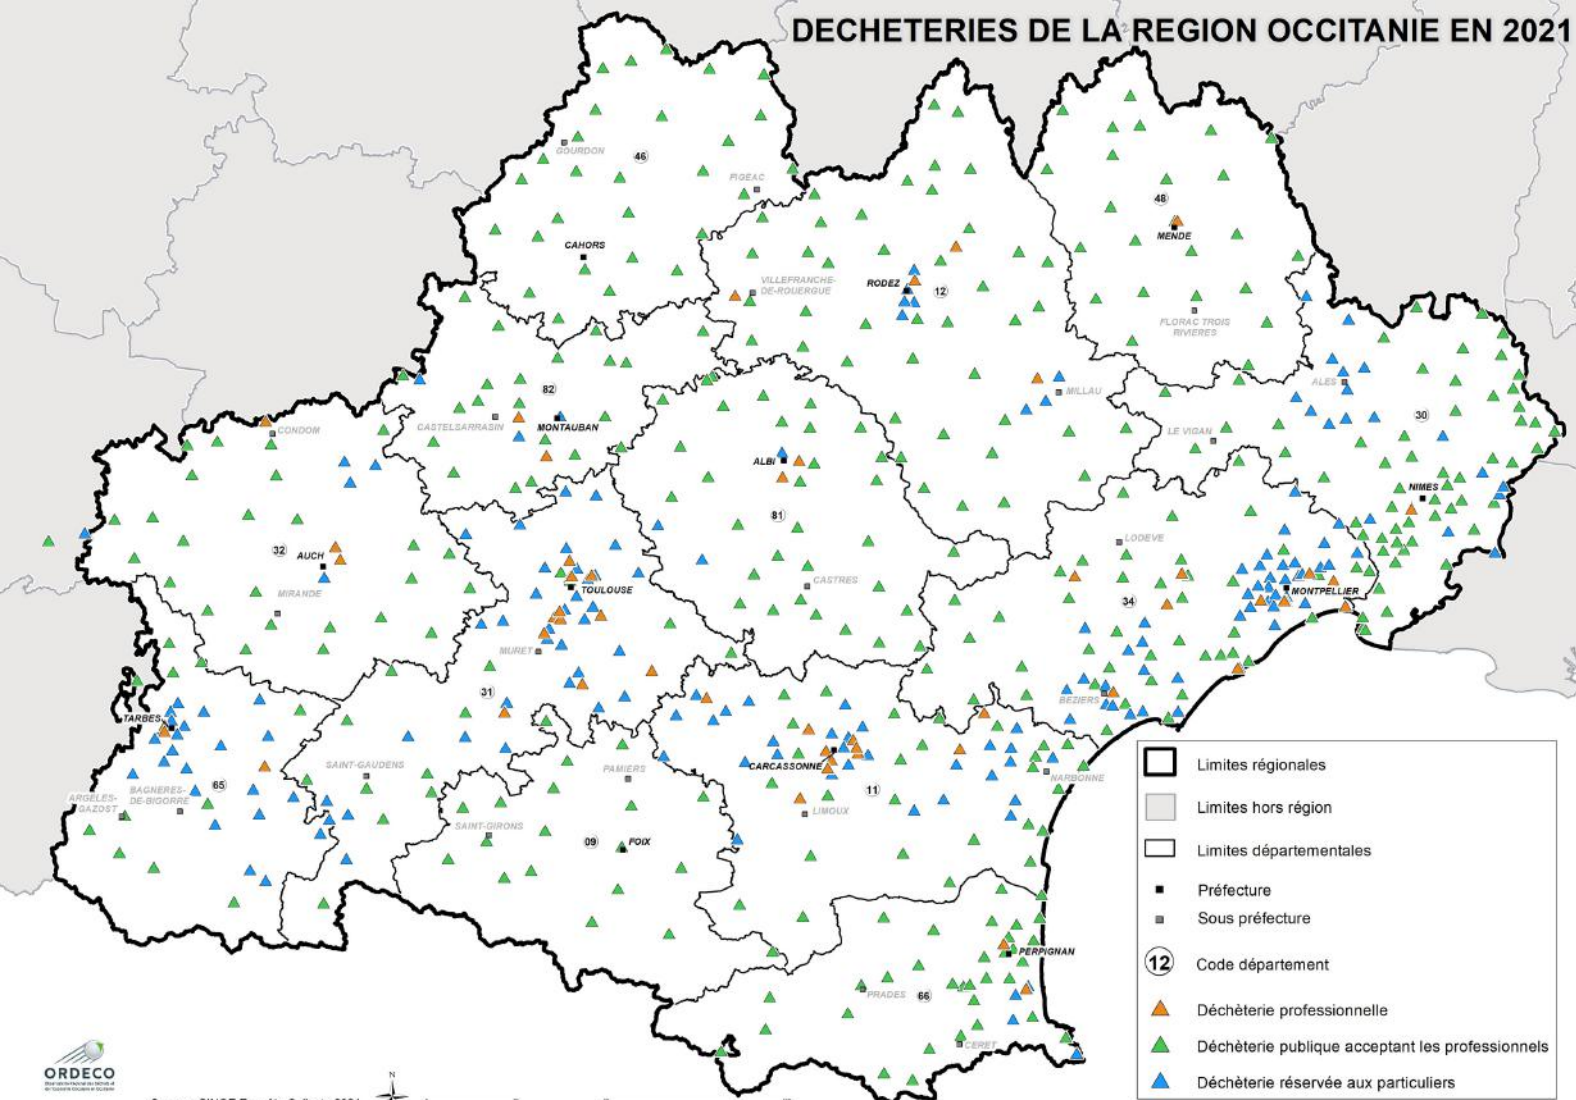 DECHETERIES DE LA REGION OCCITANIE EN 2021
GOURDON
46
FIGEAC
48
MENDE
CAHORS
VILLEFRANCHE-
DE-ROUERGUE
RODEZ
12
FLORAC TROIS
RIVIERES
82
MILLAU
ALES
CASTELSARRASIN
MONTAUBAN
30
CONDOM
LE VIGAN
ALBI
NIMES
81
32
AUCH
LODEVE
CASTRES
TOULOUSE
MONTPELLIER
MIRANDE
34
MURET
31
BEZIERS
TARBES
SAINT-GAUDENS
PAMIERS
CARCASSONNE
NARBONNE
65
11
ARGELES-
GAZOST
BAGNERES-
DE-BIGORRE
LIMOUX
SAINT-GIRONS
09
FOIX
PERPIGNAN
PRADES
66
CERET
Limites régionales
Limites hors région
Limites départementales
Préfecture
Sous préfecture
12
Code département
Déchèterie professionnelle
Déchèterie publique acceptant les professionnels
Déchèterie réservée aux particuliers
ORDECO
N